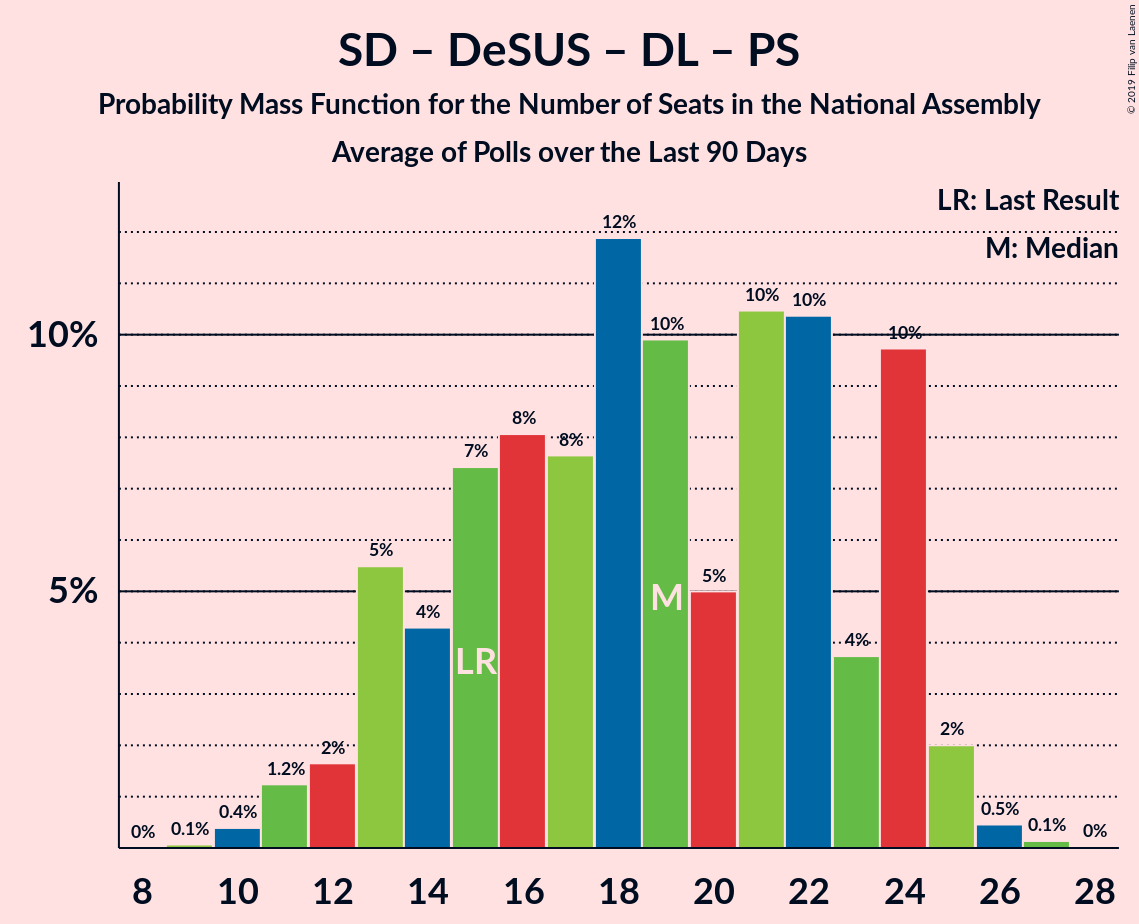 SD – DeSUS – DL – PS
Probability Mass Function for the Number of Seats in the National Assembly
Average of Polls over the Last 90 Days
© 2019 Filip van Laenen
LR: Last Result
M: Median
10%
5%
0%
0.1%
0.4%
1.2%
2%
5%
4%
7%
8%
8%
12%
10%
5%
10%
10%
4%
10%
2%
0.5%
0.1%
0%
LR
M
8 10 12 14 16 18 20 22 24 26 28